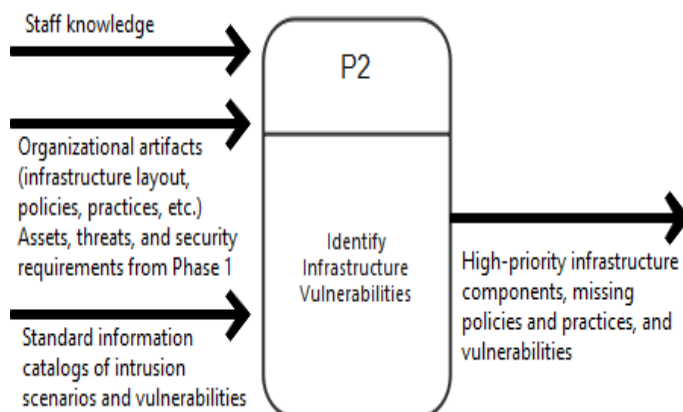 Staff knowledge
P2
Organizational artifacts
(infrastructure layout,
policies, practices, etc.)
Assets, threats, and security
requirements from Phase 1
Identify
Infrastructure
Vulnerabilities
High-priority infrastructure
components, missing
policies and practices, and
vulnerabilities
Standard information
catalogs of intrusion
scenarios and vulnerabilities